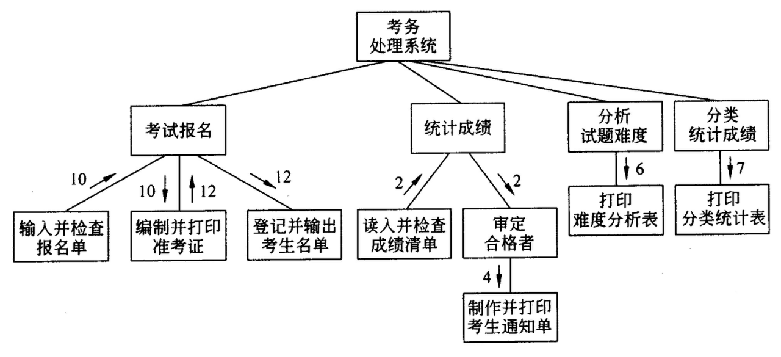 考务
处理系统
考试报名
统计成绩
分析
试题难度
分类
统计成绩
10
10
12
12
2
2
6
7
输入并检查
报名单
编制并打印
准考证
登记并输出
考生名单
读入并检查
成绩清单
审定
合格者
打印
难度分析表
打印
分类统计表
4
制作并打印
考生通知单